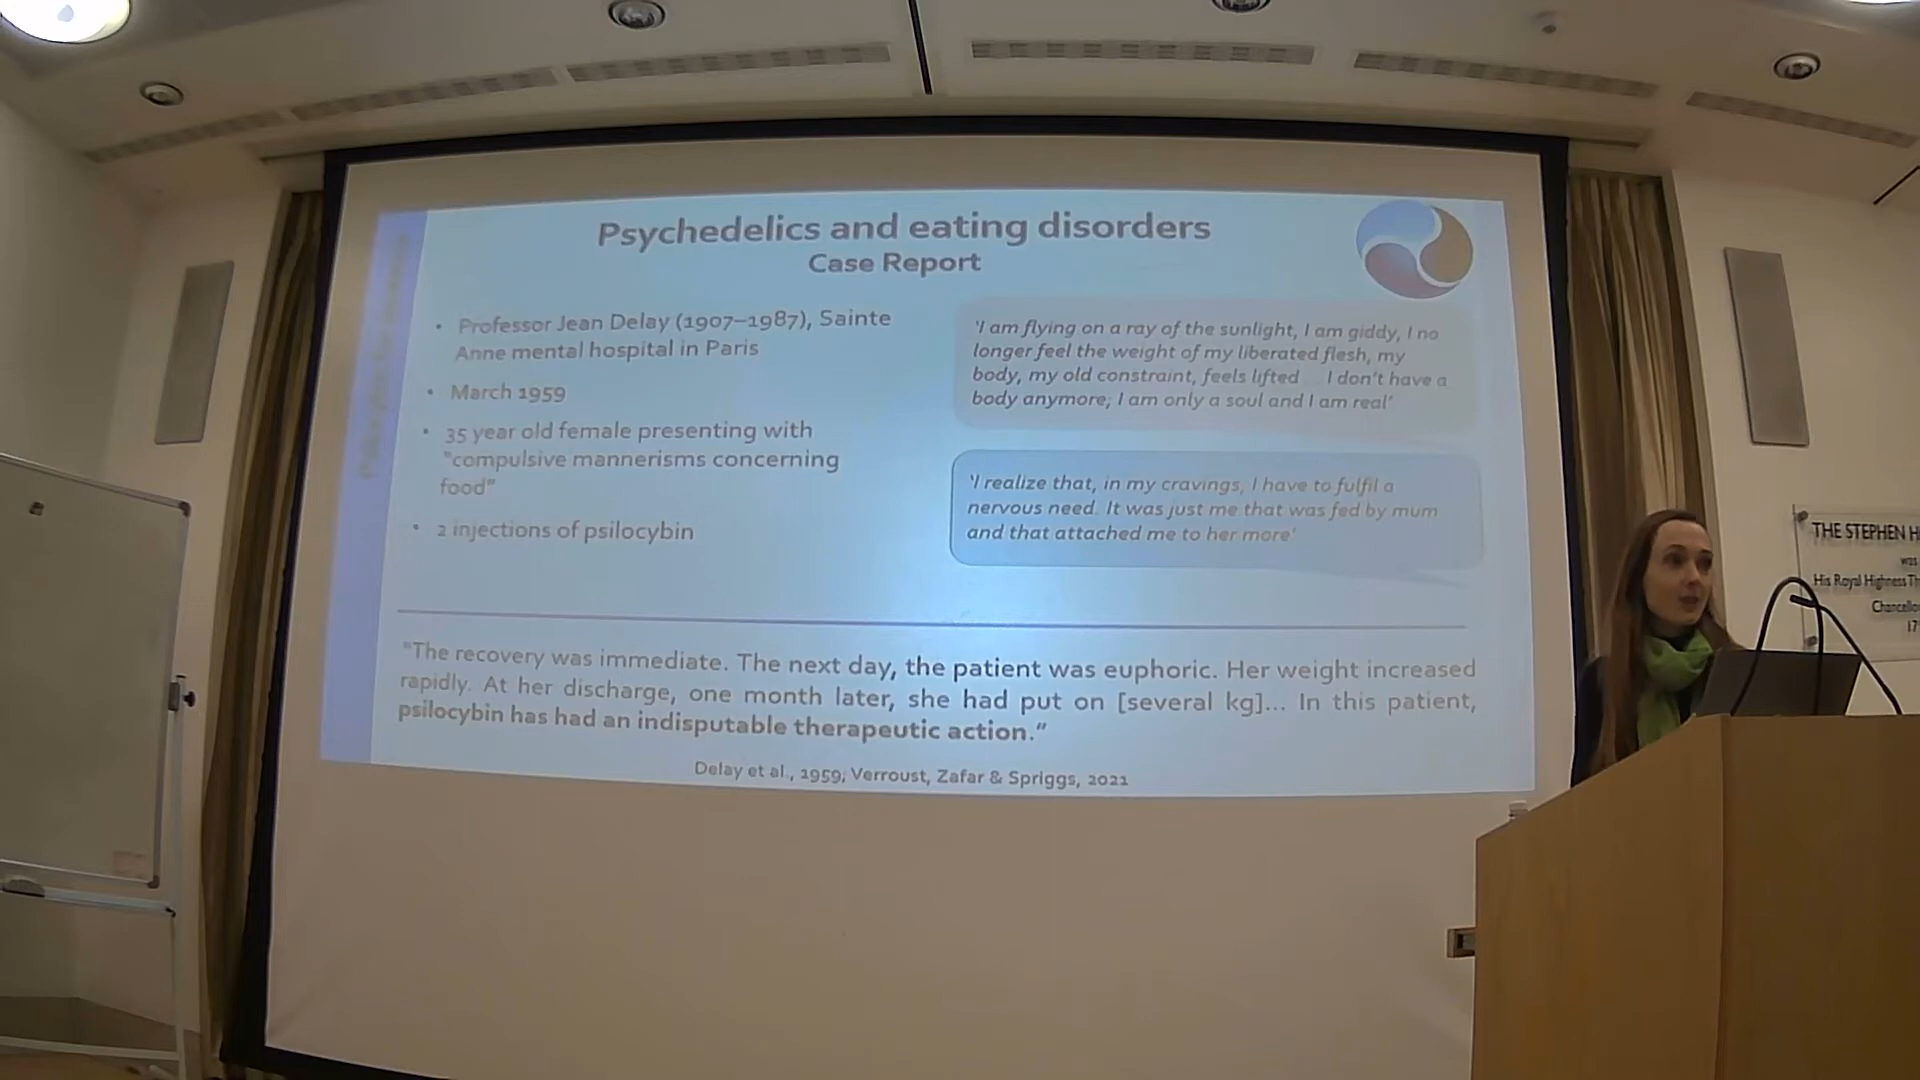 Psychedelics and eating disorders
Case Report
• Professor Jean Delay (1907–1987), Sainte
Anne mental hospital in Paris
• March 1959
• 35 year old female presenting with
"compulsive mannerisms concerning
food"
• 2 injections of psilocybin
'I am flying on a ray of the sunlight, I am giddy, I no
longer feel the weight of my liberated flesh, my
body, my old constraint, feels lifted ... I don't have a
body anymore, I am only a soul and I am real'
'I realize that, in my cravings, I have to fulfil a
nervous need. It was just me that was fed by mum
and that attached me to her more'
"The recovery was immediate. The next day, the patient was euphoric. Her weight increased
rapidly. At her discharge, one month later, she had put on [several kg]... In this patient,
psilocybin has had an indisputable therapeutic action."
Delay et al., 1959; Verroust, Zafar & Spriggs, 2021
THE STEPHEN H
was
His Royal Highness Th
Chancello
17